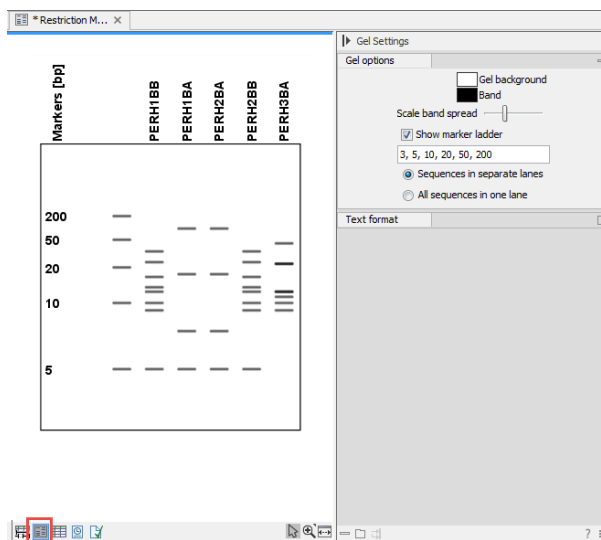 * Restriction M... ×
Gel Settings
Gel options
Gel background
Band
Scale band spread
Show marker ladder
3, 5, 10, 20, 50, 200
Sequences in separate lanes
All sequences in one lane
Text format
Markers [bp]
PERH1BB
PERH1BA
PERH2BA
PERH2BB
PERH3BA
200
50
20
10
5
?